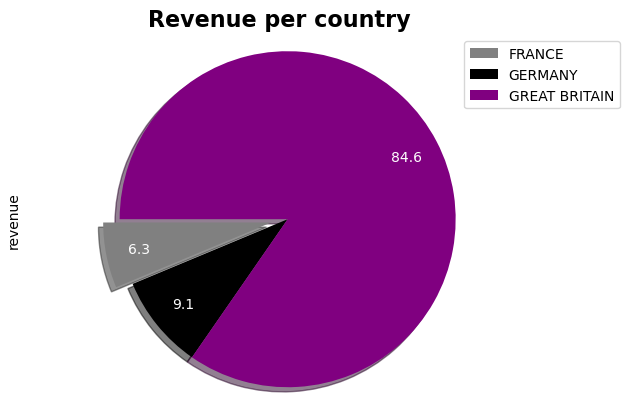 Revenue per country
FRANCE
GERMANY
GREAT BRITAIN
84.6
revenue
6.3
9.1